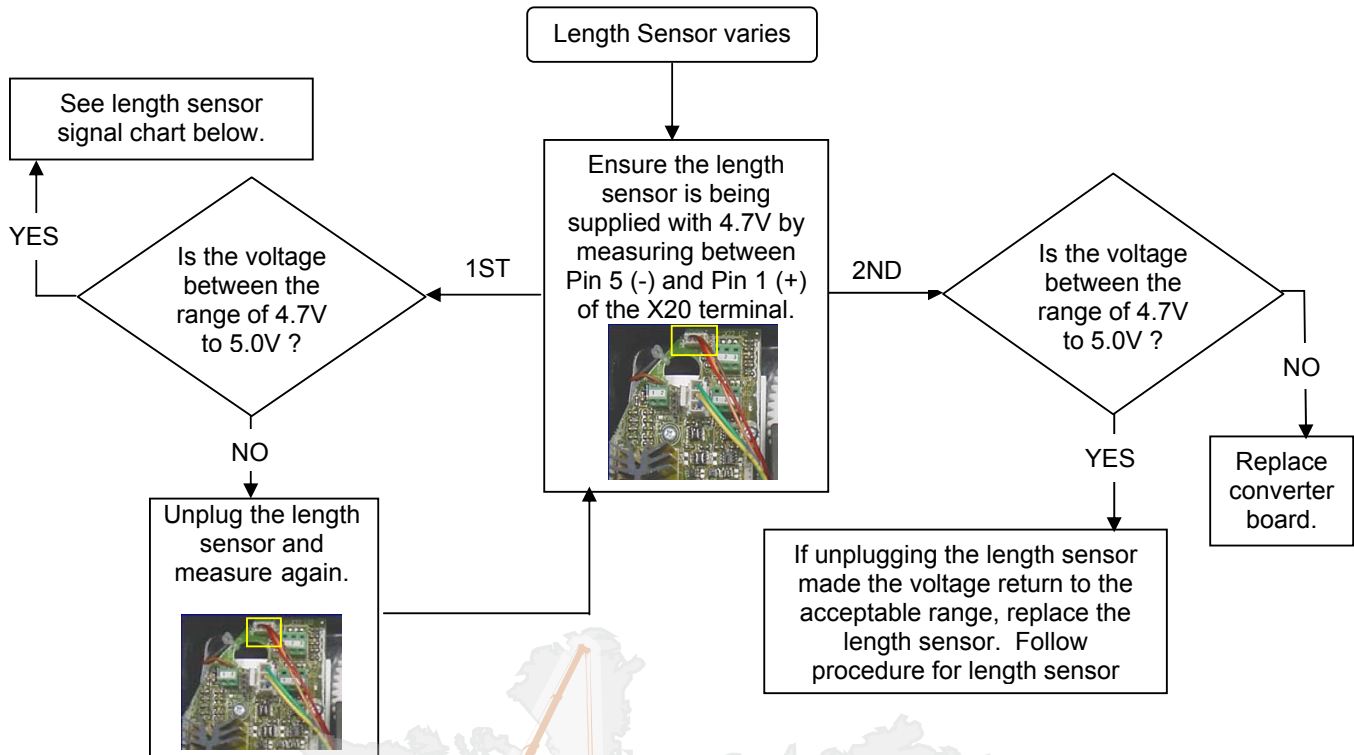 Length Sensor varies
See length sensor
signal chart below.
Ensure the length
sensor is being
supplied with 4.7V by
measuring between
Pin 5 (-) and Pin 1 (+)
of the X20 terminal.
YES
Is the voltage
between the
range of 4.7V
to 5.0V ?
1ST
2ND
Is the voltage
between the
range of 4.7V
to 5.0V ?
NO
NO
YES
Unplug the length
sensor and
measure again.
Replace
converter
board.
If unplugging the length sensor
made the voltage return to the
acceptable range, replace the
length sensor. Follow
procedure for length sensor